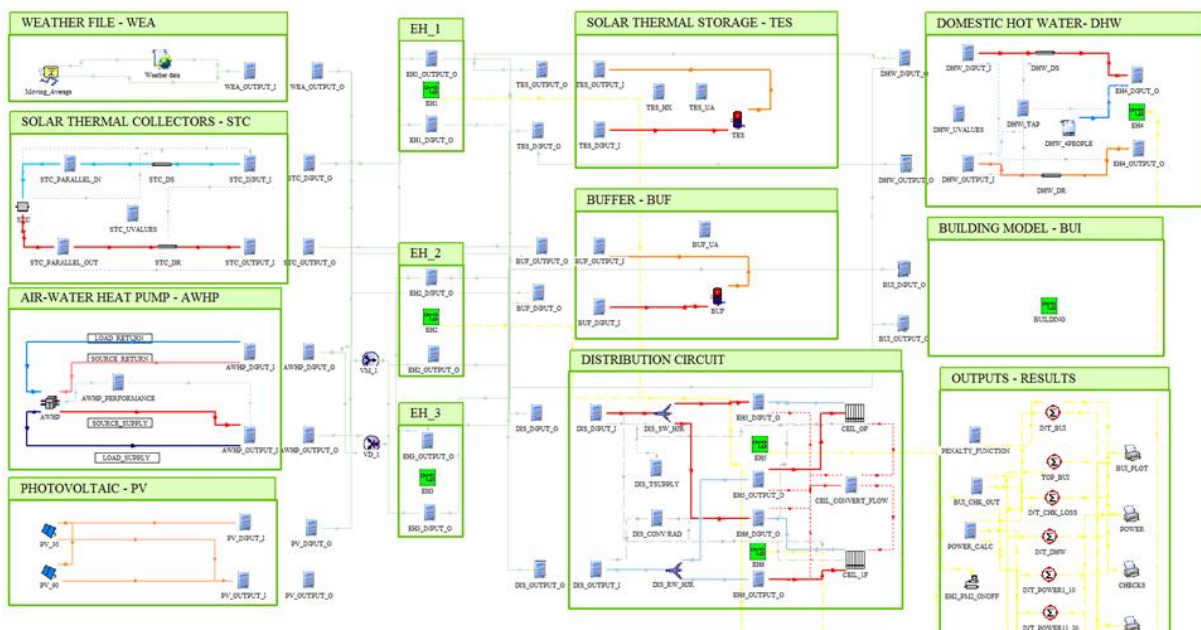 WEATHER FILE - WEA
Weather data
Moving_Average
WEA_OUTPUT_I
WEA_OUTPUT_O
SOLAR THERMAL COLLECTORS - STC
STC_PARALLEL_IN
STC_DS
STC_INPUT_I
STC_INPUT_O
STC_UVALUES
STC_PARALLEL_OUT
STC_DR
STC_OUTPUT_I
STC_OUTPUT_O
AIR-WATER HEAT PUMP - AWHP
LOAD_RETURN
SOURCE_RETURN
AWHP_INPUT_I
AWHP_INPUT_O
AWHP_PERFORMANCE
AWHP
SOURCE_SUPPLY
AWHP_OUTPUT_I
AWHP_OUTPUT_O
LOAD_SUPPLY
PHOTOVOLTAIC - PV
PV_30
PV_INPUT_I
PV_INPUT_O
PV_90
PV_OUTPUT_I
PV_OUTPUT_O
VM_1
VD_1
EH_1
EH1_OUTPUT_O
EH1
EH1_INPUT_O
EH_2
EH2_INPUT_O
EH2
EH2_OUTPUT_O
EH_3
EH3_OUTPUT_O
EH3
EH3_INPUT_O
SOLAR THERMAL STORAGE - TES
TES_OUTPUT_O
TES_OUTPUT_I
TES_HX
TES_UA
TES
TES_INPUT_O
TES_INPUT_I
BUFFER - BUF
BUF_UA
BUF_OUTPUT_O
BUF_OUTPUT_I
BUF
BUF_INPUT_O
BUF_INPUT_I
DISTRIBUTION CIRCUIT
DIS_INPUT_O
DIS_INPUT_I
EH5_INPUT_O
CEIL_0F
EH5
DIS_TSUPPLY
EH5_OUTPUT_O
CEIL_CONVERT_FLOW
EH6_INPUT_O
EH6
CEIL_1F
DIS_OUTPUT_O
DIS_OUTPUT_I
EH6_OUTPUT_O
DOMESTIC HOT WATER- DHW
DHW_INPUT_O
DHW_INPUT_I
DHW_DS
EH4_INPUT_O
DHW_UVALUES
DHW_TAP
EH4
DHW_4PEOPLE
DHW_OUTPUT_O
DHW_OUTPUT_I
DHW_DR
EH4_OUTPUT_O
BUILDING MODEL - BUI
BUI_INPUT_O
BUILDING
BUI_OUTPUT_O
OUTPUTS - RESULTS
INT_BUI
PENALTY_FUNCTION
BUI_PLOT
TOP_BUI
BUI_CHK_OUT
INT_CHK_LOSS
POWER
POWER_CALC
INT_DHW
INT_POWER1_10
CHECKS